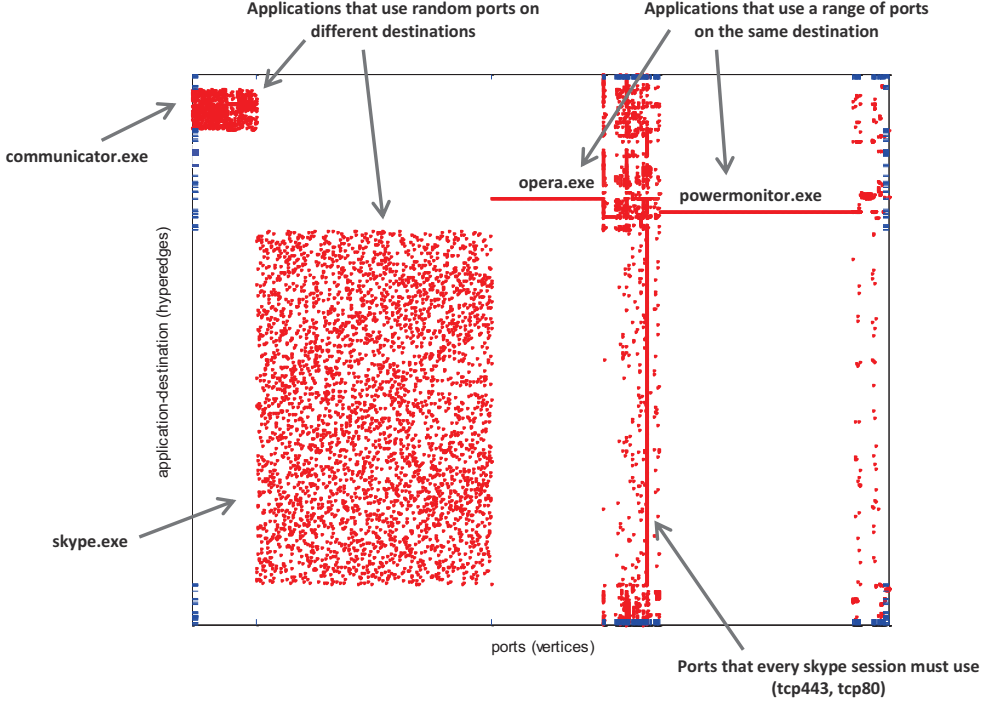 Applications that use random ports on
different destinations
Applications that use a range of ports
on the same destination
communicator.exe
opera.exe
powermonitor.exe
application-destination (hyperedges)
skype.exe
ports (vertices)
Ports that every skype session must use
(tcp443, tcp80)